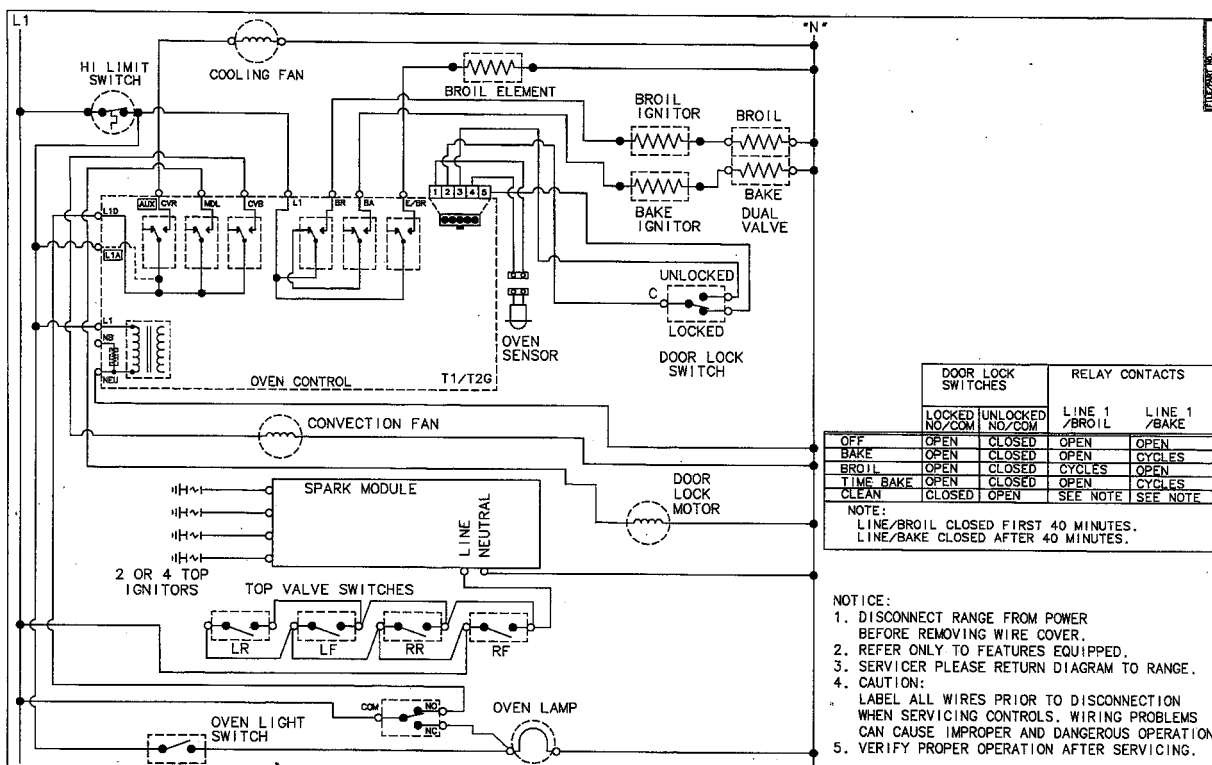 L1
"N"
HI LIMIT
SWITCH
COOLING FAN
BROIL ELEMENT
BROIL
IGNITOR
BROIL
BAKE
IGNITOR
BAKE
DUAL
VALVE
AUX CVR MDL CVB L1 BR BA E/BR
1 2 3 4 5
L1D
L1A
L1
NEU
OVEN CONTROL
T1/T2G
OVEN
SENSOR
UNLOCKED
C
LOCKED
DOOR LOCK
SWITCH
CONVECTION FAN
SPARK MODULE
LINE
NEUTRAL
DOOR
LOCK
MOTOR
2 OR 4 TOP
IGNITORS
TOP VALVE SWITCHES
LR LF RR RF
COM NO
NC
OVEN LIGHT
SWITCH
OVEN LAMP
DOOR LOCK
SWITCHES
RELAY CONTACTS
LOCKED
NO/COM
UNLOCKED
NO/COM
LINE 1
/BROIL
LINE 1
/BAKE
OFF OPEN CLOSED OPEN OPEN
BAKE OPEN CLOSED OPEN CYCLES
BROIL OPEN CLOSED CYCLES OPEN
TIME BAKE OPEN CLOSED OPEN CYCLES
CLEAN CLOSED OPEN SEE NOTE SEE NOTE
NOTE:
LINE/BROIL CLOSED FIRST 40 MINUTES.
LINE/BAKE CLOSED AFTER 40 MINUTES.
NOTICE:
1. DISCONNECT RANGE FROM POWER
BEFORE REMOVING WIRE COVER.
2. REFER ONLY TO FEATURES EQUIPPED.
3. SERVICER PLEASE RETURN DIAGRAM TO RANGE.
4. CAUTION:
LABEL ALL WIRES PRIOR TO DISCONNECTION
WHEN SERVICING CONTROLS. WIRING PROBLEMS
CAN CAUSE IMPROPER AND DANGEROUS OPERATION
5. VERIFY PROPER OPERATION AFTER SERVICING.